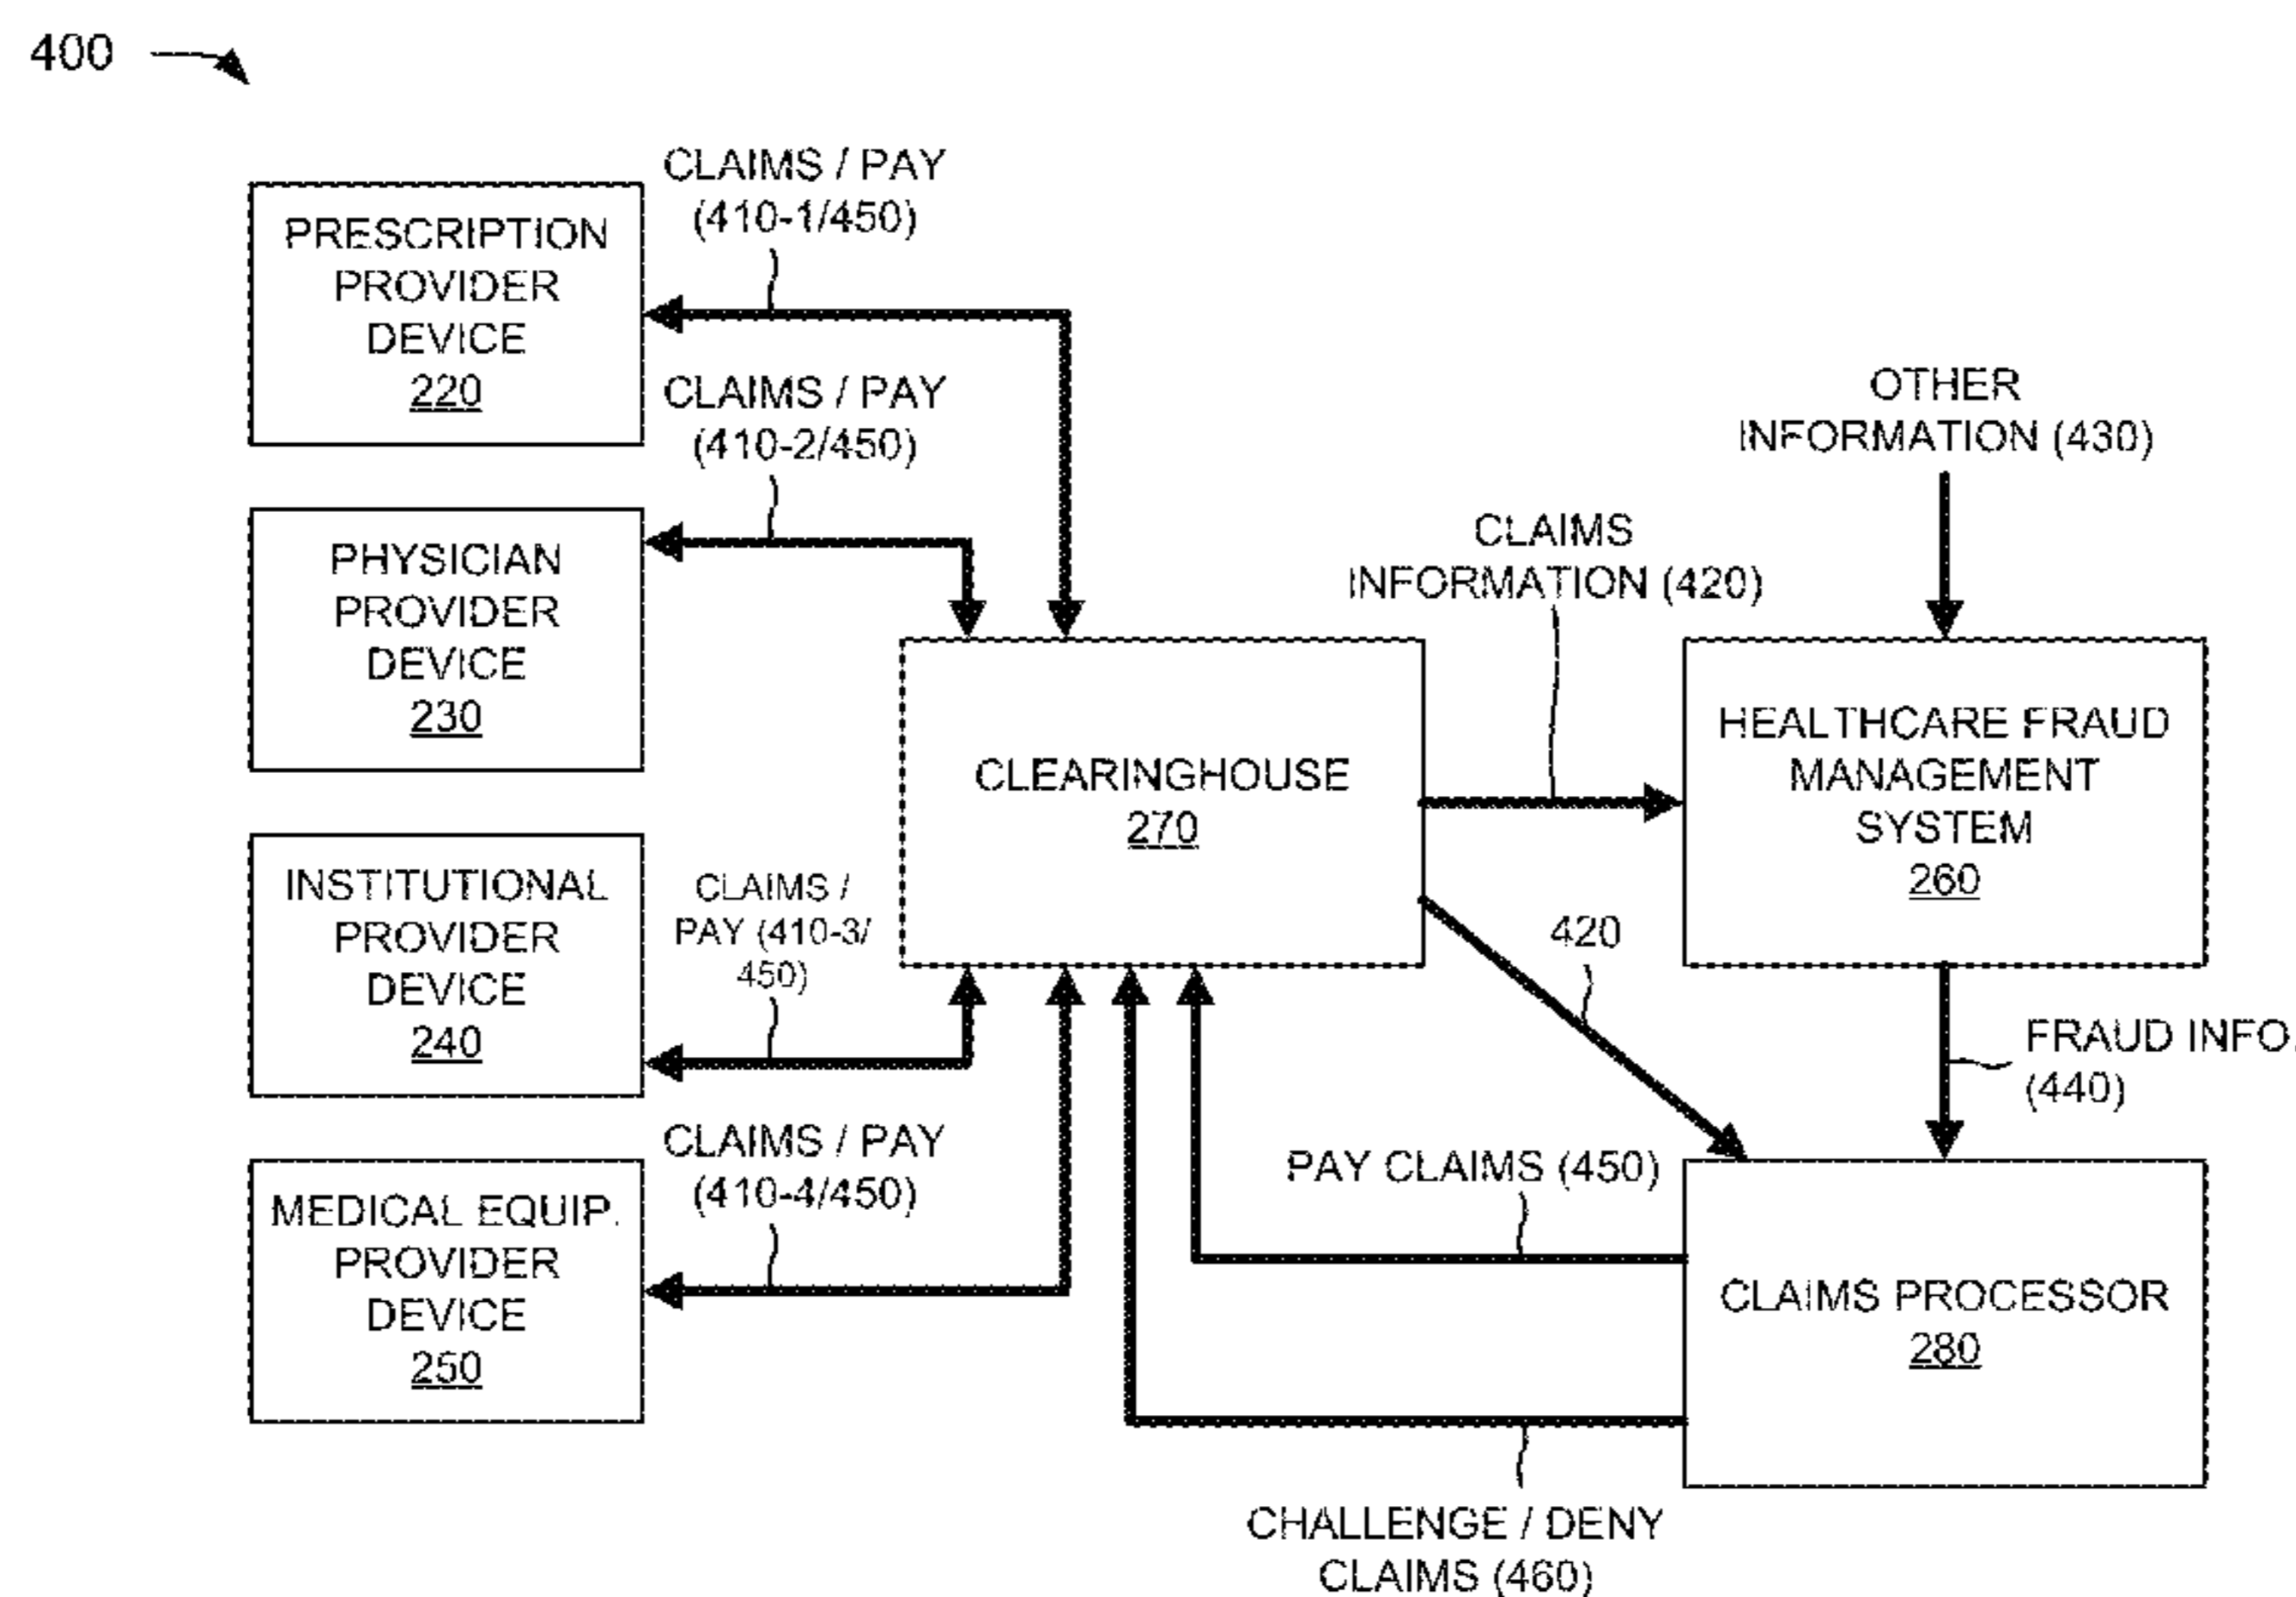 400
CLAIMS / PAY
(410-1/450)
PRESCRIPTION
PROVIDER
DEVICE
220
CLAIMS / PAY
(410-2/450)
OTHER
INFORMATION (430)
PHYSICIAN
PROVIDER
DEVICE
230
CLAIMS
INFORMATION (420)
CLEARINGHOUSE
270
HEALTHCARE FRAUD
MANAGEMENT
SYSTEM
260
INSTITUTIONAL
PROVIDER
DEVICE
240
CLAIMS /
PAY (410-3/
450)
420
FRAUD INFO.
(440)
MEDICAL EQUIP.
PROVIDER
DEVICE
250
CLAIMS / PAY
(410-4/450)
PAY CLAIMS (450)
CLAIMS PROCESSOR
280
CHALLENGE / DENY
CLAIMS (460)